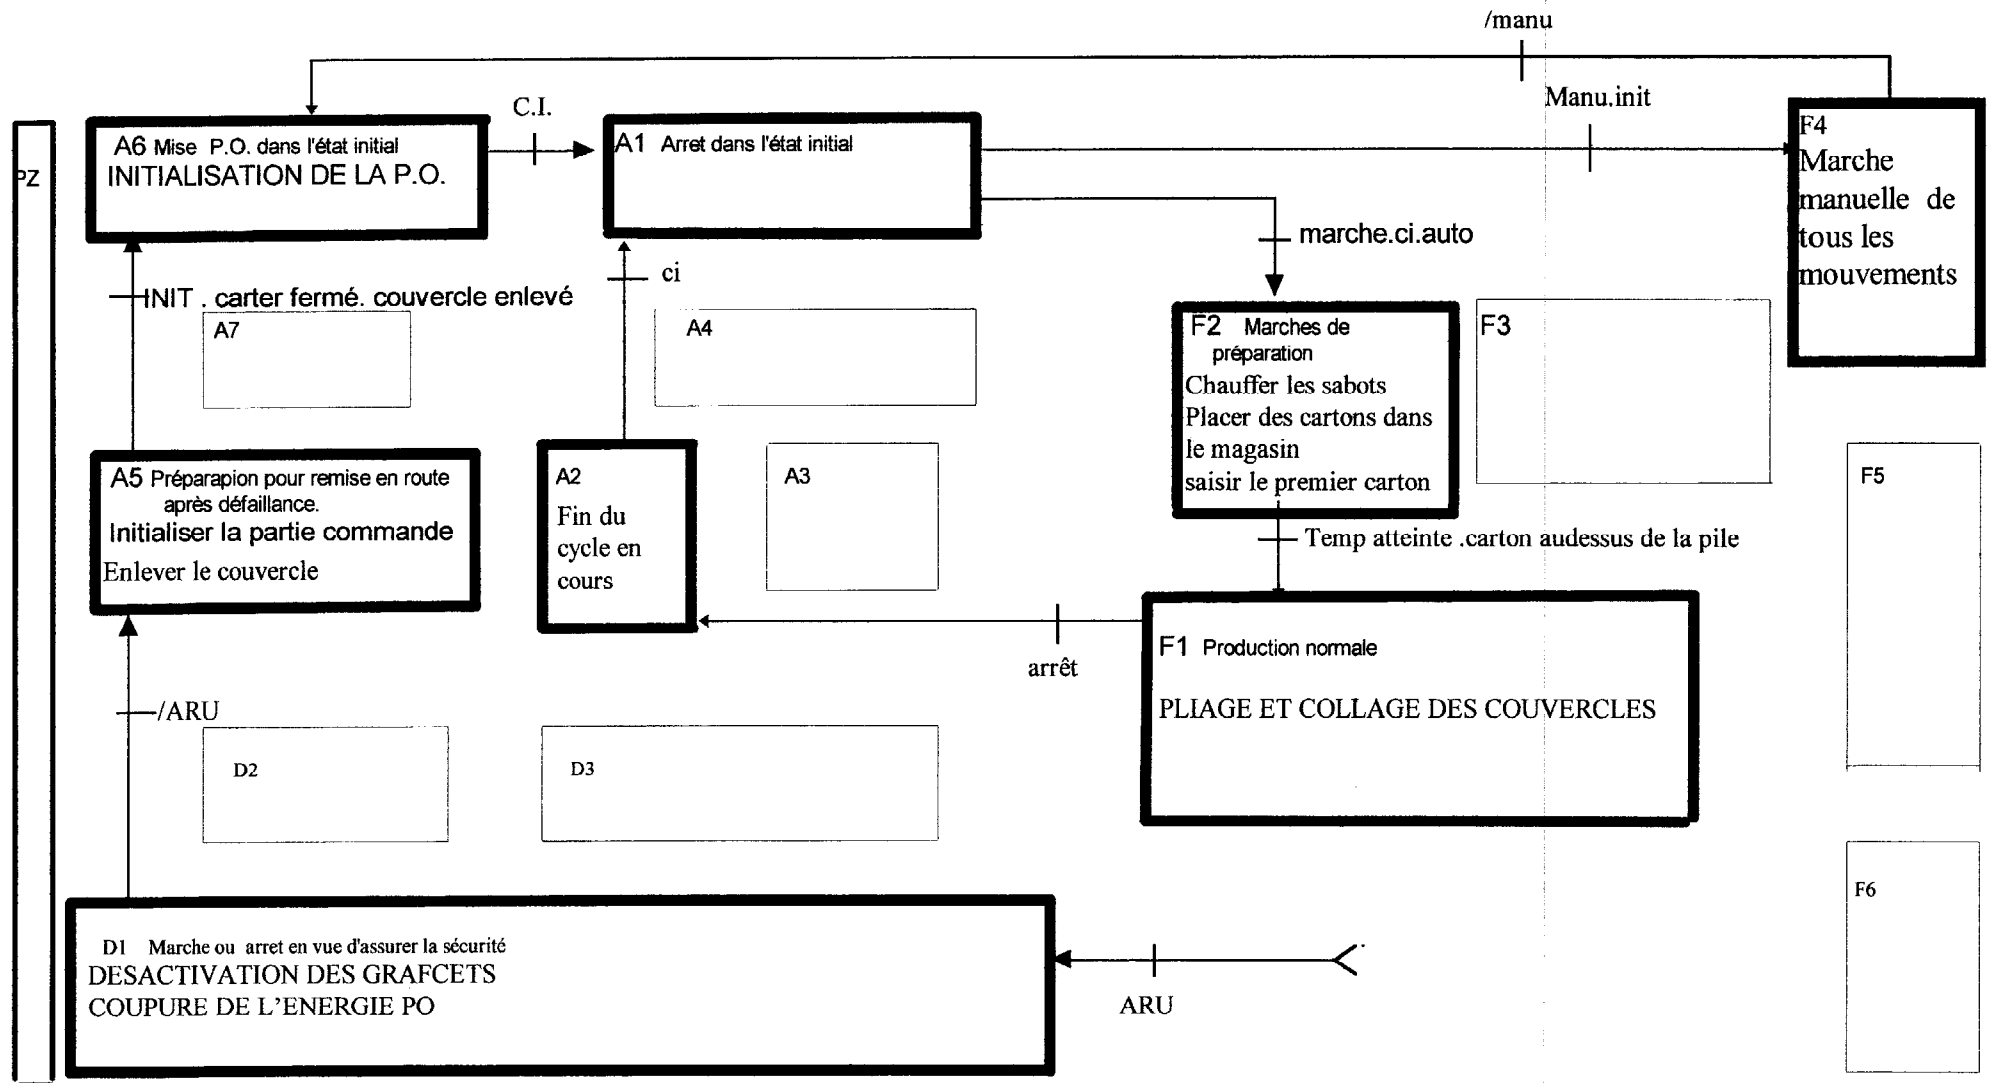 /manu
Manu.init
C.I.
PZ
A6 Mise P.O. dans l'état initial
INITIALISATION DE LA P.O.
A1 Arret dans l'état initial
F4
Marche
manuelle de
tous les
mouvements
marche.ci.auto
ci
INIT . carter fermé. couvercle enlevé
A7
A4
F2 Marches de
préparation
Chauffer les sabots
Placer des cartons dans
le magasin
saisir le premier carton
F3
A5 Préparapion pour remise en route
après défaillance.
Initialiser la partie commande
Enlever le couvercle
A2
Fin du
cycle en
cours
A3
F5
Temp atteinte .carton audessus de la pile
arrêt
F1 Production normale
PLIAGE ET COLLAGE DES COUVERCLES
/ARU
D2
D3
F6
D1 Marche ou arret en vue d'assurer la sécurité
DESACTIVATION DES GRAFCETS
COUPURE DE L'ENERGIE PO
ARU